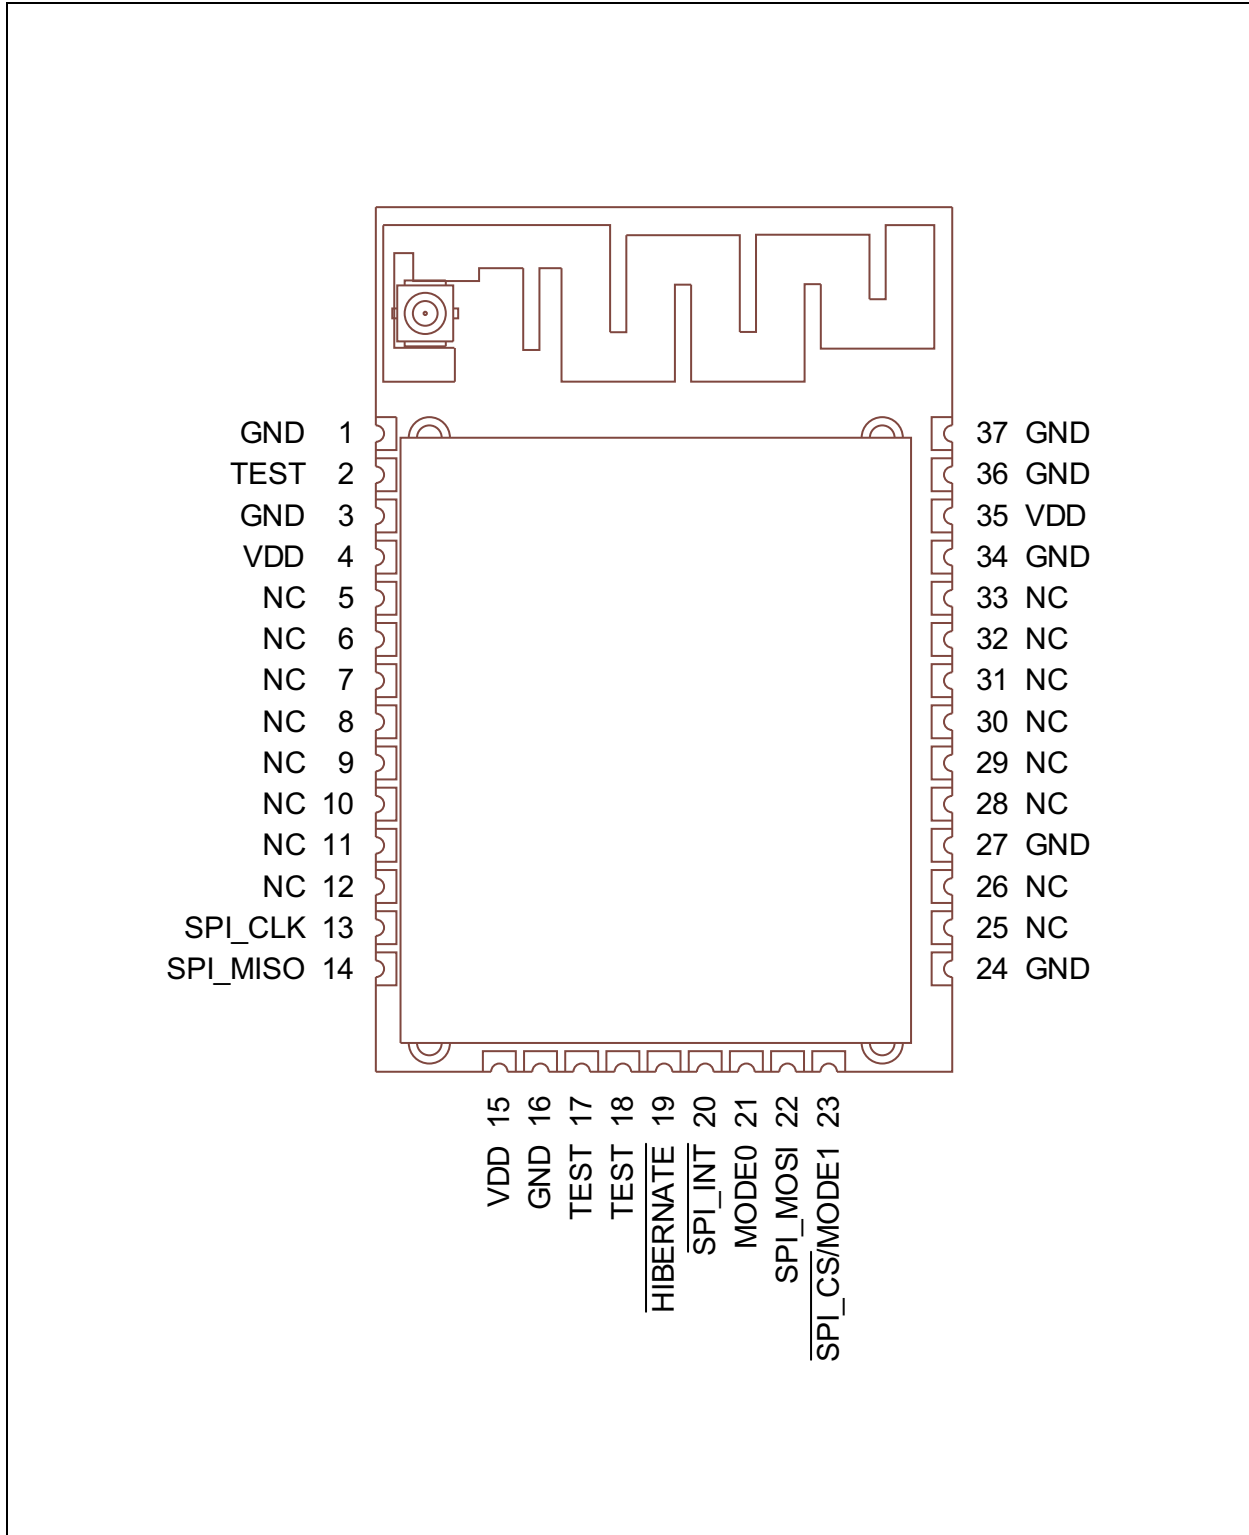 GND 1
TEST 2
GND 3
VDD 4
NC 5
NC 6
NC 7
NC 8
NC 9
NC 10
NC 11
NC 12
SPI_CLK 13
SPI_MISO 14
VDD 15
GND 16
TEST 17
TEST 18
HIBERNATE 19
SPI_INT 20
MODE0 21
SPI_MOSI 22
SPI_CS/MODE1 23
37 GND
36 GND
35 VDD
34 GND
33 NC
32 NC
31 NC
30 NC
29 NC
28 NC
27 GND
26 NC
25 NC
24 GND